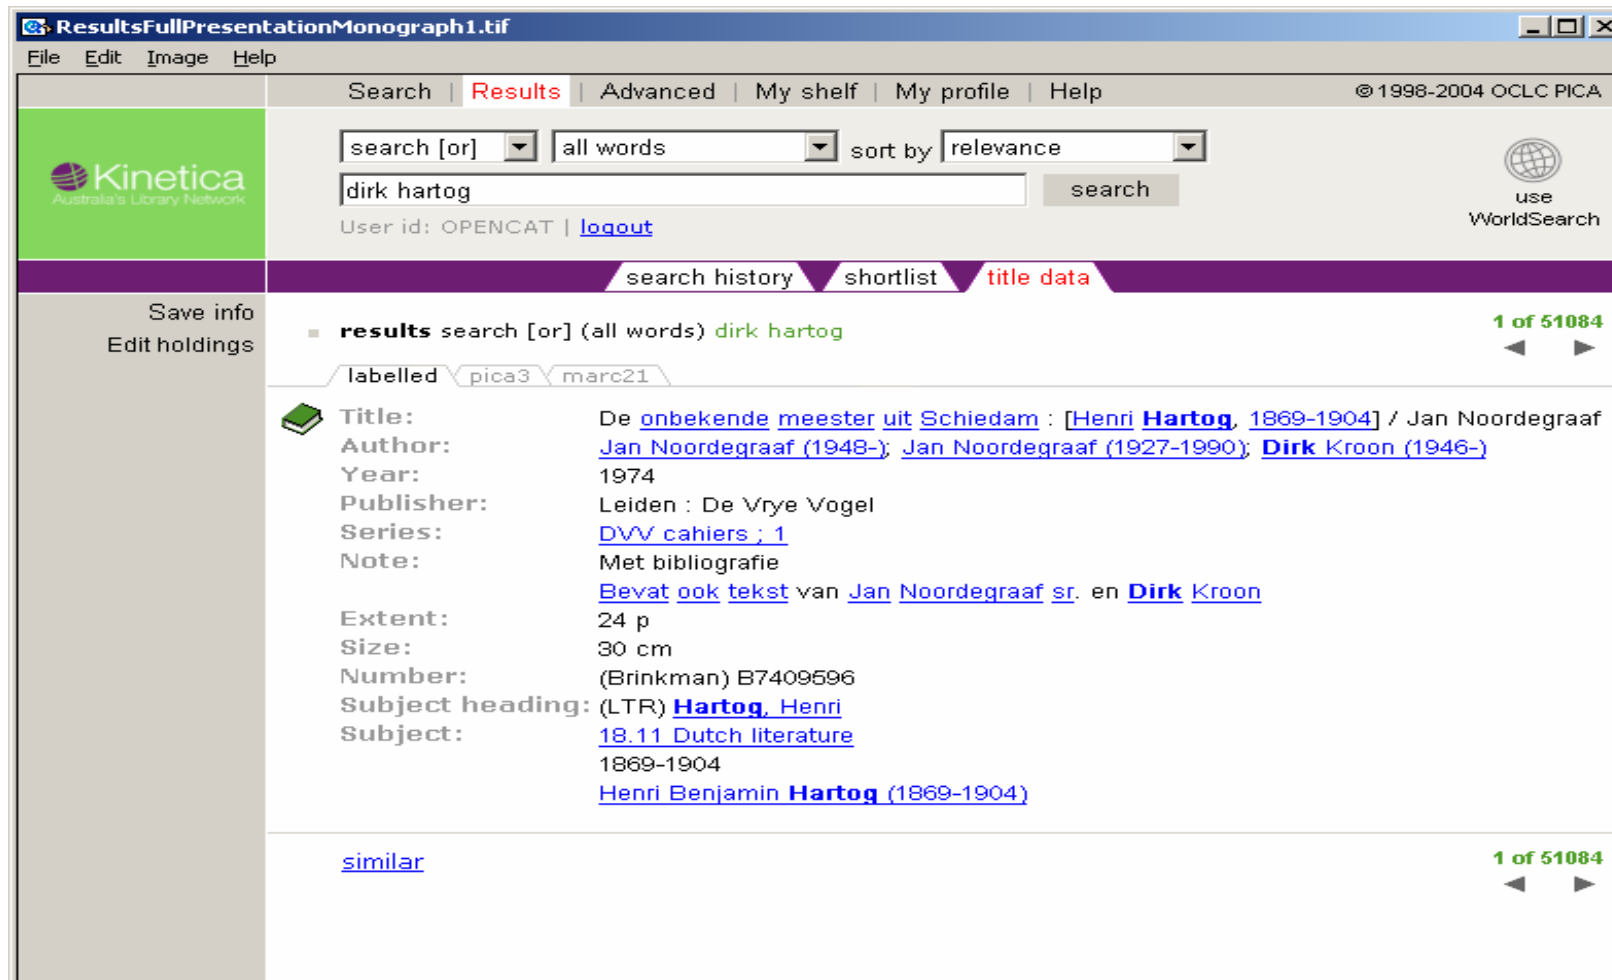 ResultsFullPresentationMonograph1.tif
File Edit Image Help
Search | Results | Advanced | My shelf | My profile | Help © 1998-2004 OCLC PICA
Kinetica
Australia's Library Network
search [or] all words sort by relevance
dirk hartog search
use
WorldSearch
User id: OPENCAT | logout
search history shortlist title data
Save info
Edit holdings
results search [or] (all words) dirk hartog
1 of 51084
labelled pica3 marc21
Title: De onbekende meester uit Schiedam : [Henri Hartog, 1869-1904] / Jan Noordegraaf
Author: Jan Noordegraaf (1948-); Jan Noordegraaf (1927-1990); Dirk Kroon (1946-)
Year: 1974
Publisher: Leiden : De Vrye Vogel
Series: DVV cahiers ; 1
Note: Met bibliografie
Bevat ook tekst van Jan Noordegraaf sr. en Dirk Kroon
Extent: 24 p
Size: 30 cm
Number: (Brinkman) B7409596
Subject heading: (LTR) Hartog, Henri
Subject: 18.11 Dutch literature
1869-1904
Henri Benjamin Hartog (1869-1904)
similar
1 of 51084